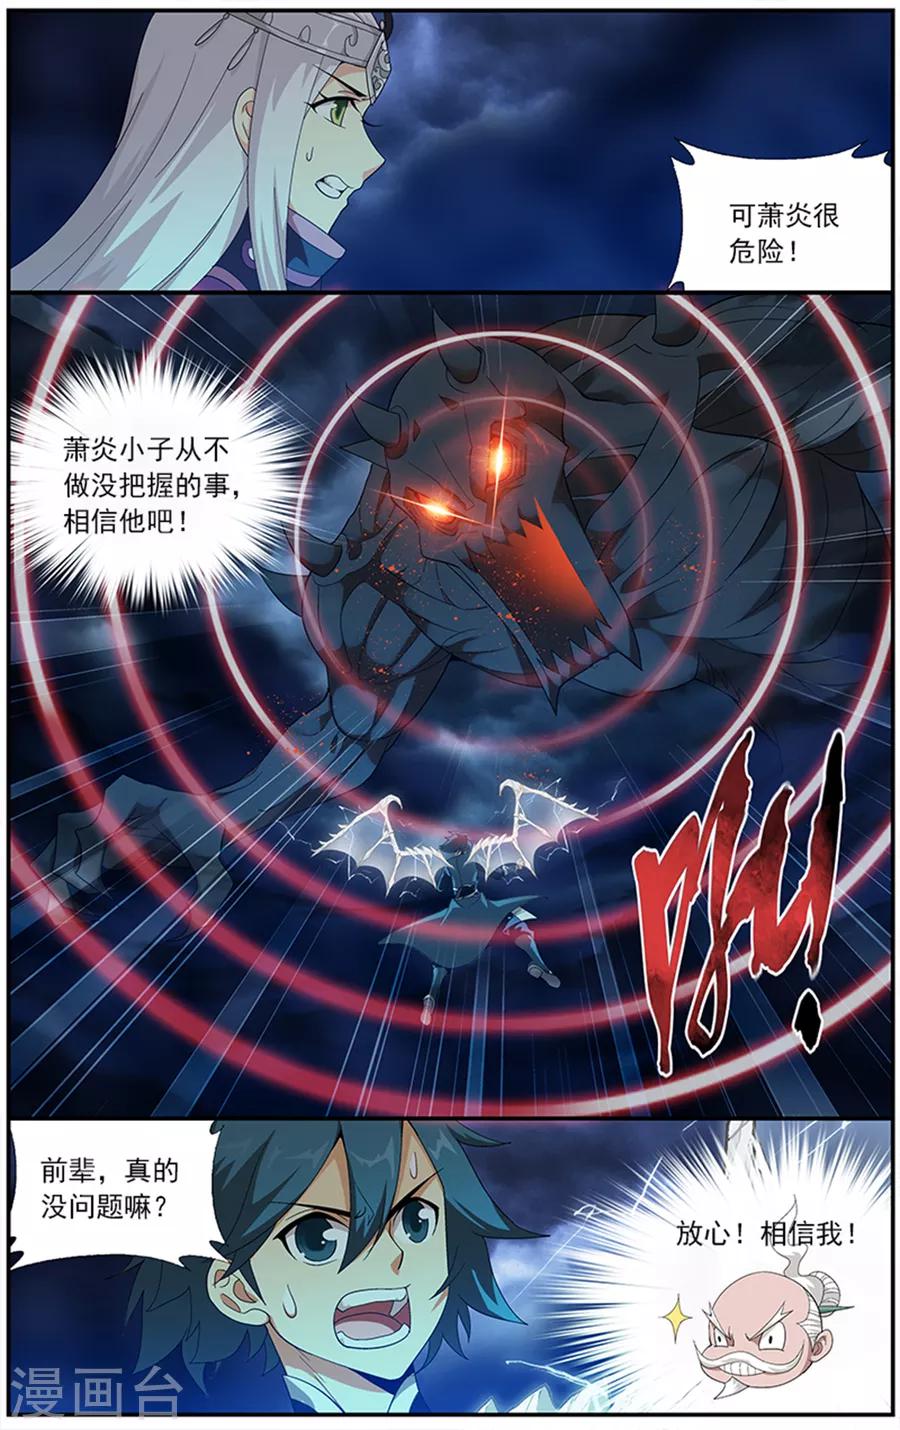 可萧炎很
危险！
萧炎小子从不
做没把握的事，
相信他吧！
吼！
前辈，真的
没问题嘛？
放心！相信我！
漫画台